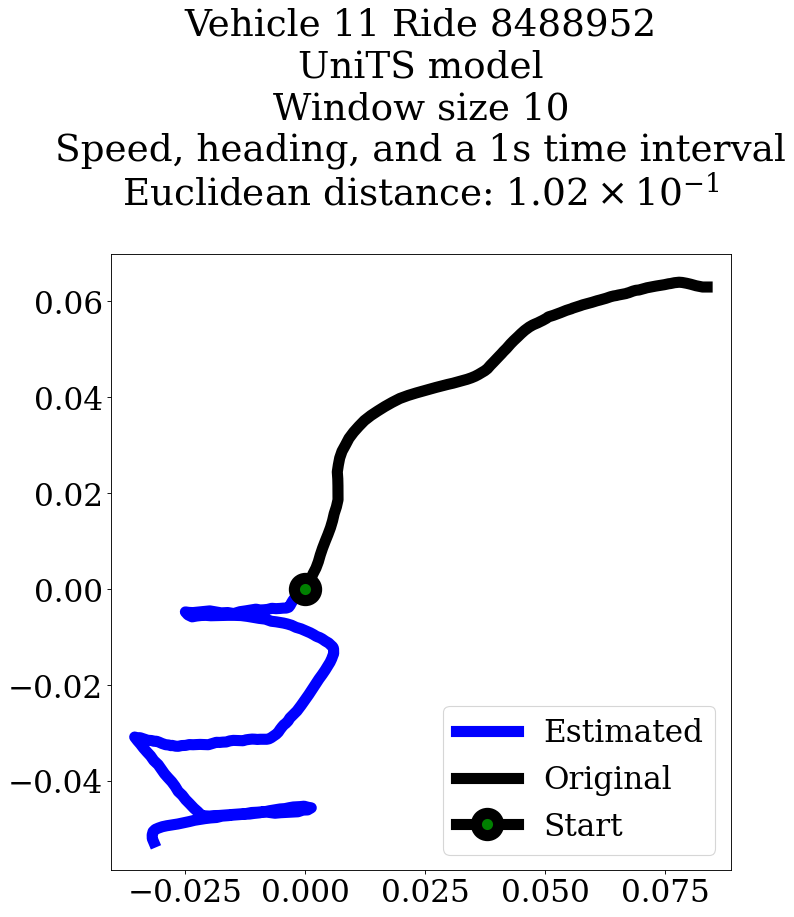 Vehicle 11 Ride 8488952
UniTS model
Window size 10
Speed, heading, and a 1s time interval
Euclidean distance: 1.02 × 10⁻¹
0.06
0.04
0.02
0.00
−0.02
−0.04
Estimated
Original
Start
−0.025 0.000 0.025 0.050 0.075